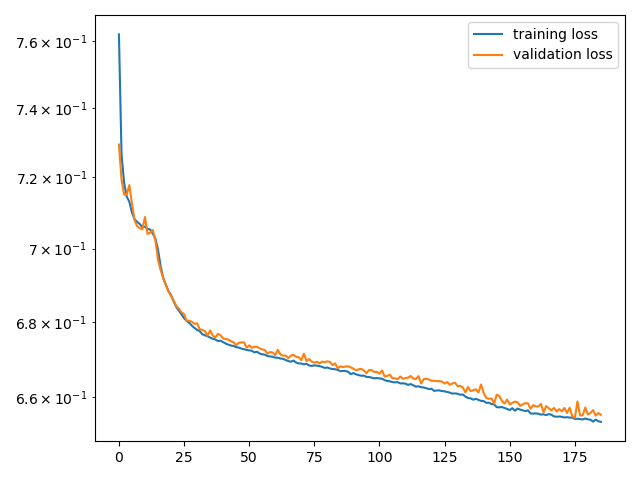 training loss
validation loss
7.6 × 10⁻¹
7.4 × 10⁻¹
7.2 × 10⁻¹
7 × 10⁻¹
6.8 × 10⁻¹
6.6 × 10⁻¹
0 25 50 75 100 125 150 175